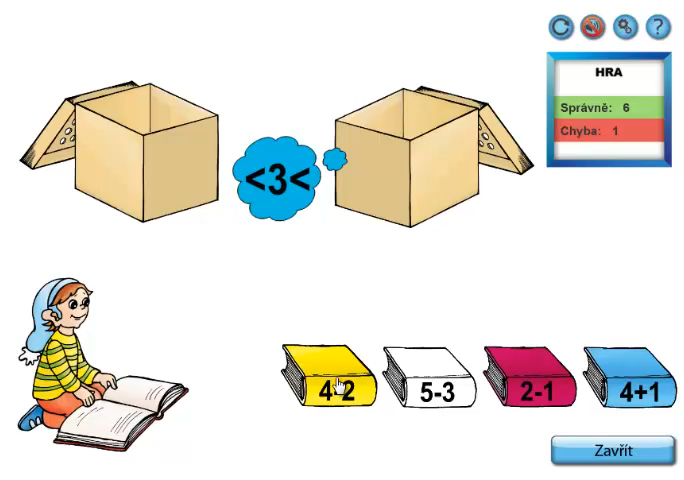 ?
HRA
Správně: 6
Chyba: 1
<3<
4-2
5-3
2-1
4+1
Zavřít